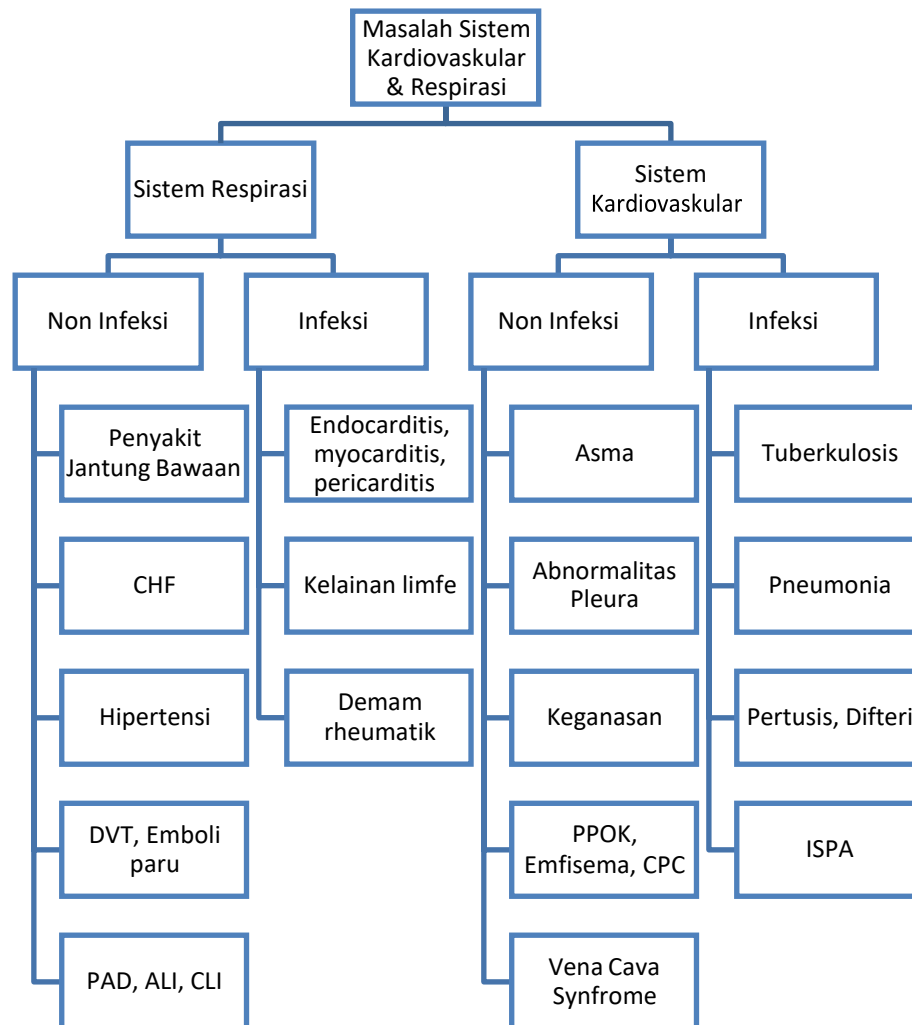 Masalah Sistem
Kardiovaskular
& Respirasi
Sistem Respirasi
Sistem
Kardiovaskular
Non Infeksi
Infeksi
Non Infeksi
Infeksi
Penyakit
Jantung Bawaan
Endocarditis,
myocarditis,
pericarditis
Asma
Tuberkulosis
CHF
Kelainan limfe
Abnormalitas
Pleura
Pneumonia
Hipertensi
Demam
rheumatik
Keganasan
Pertusis, Difteri
DVT, Emboli
paru
PPOK,
Emfisema, CPC
ISPA
PAD, ALI, CLI
Vena Cava
Synfrome